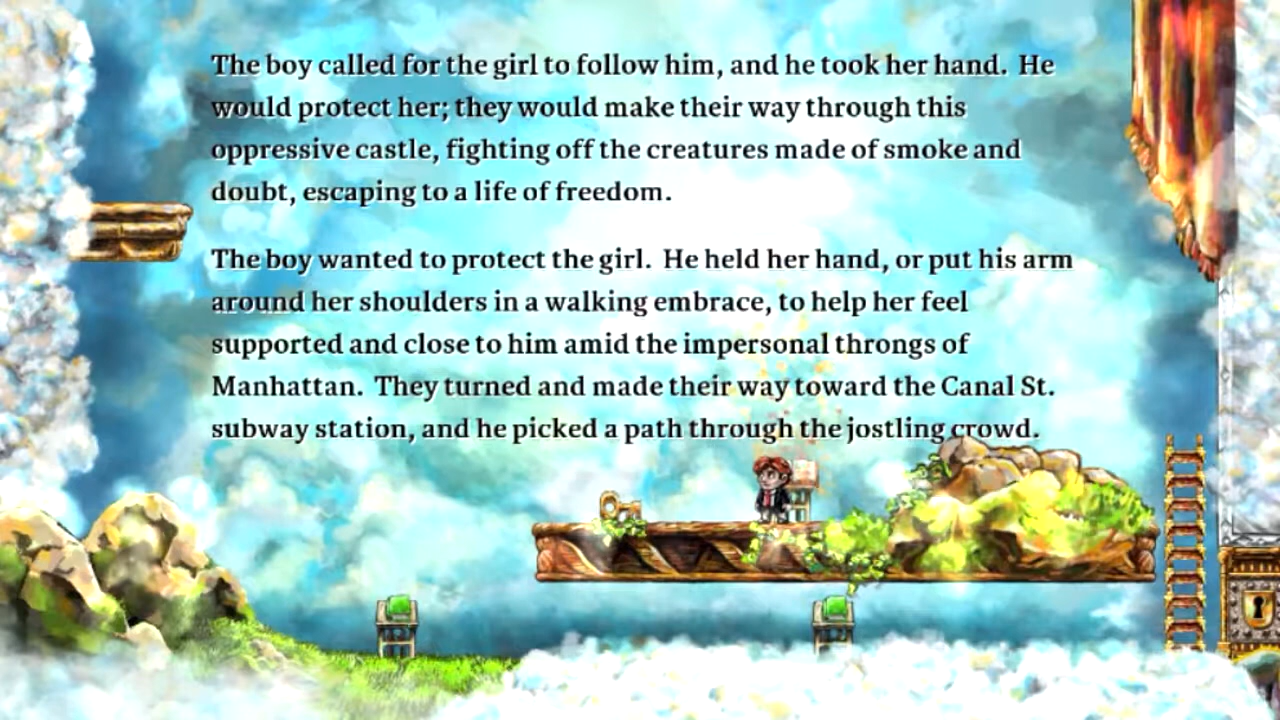 The boy called for the girl to follow him, and he took her hand.  He
would protect her; they would make their way through this
oppressive castle, fighting off the creatures made of smoke and
doubt, escaping to a life of freedom.
The boy wanted to protect the girl.  He held her hand, or put his arm
around her shoulders in a walking embrace, to help her feel
supported and close to him amid the impersonal throngs of
Manhattan.  They turned and made their way toward the Canal St.
subway station, and he picked a path through the jostling crowd.